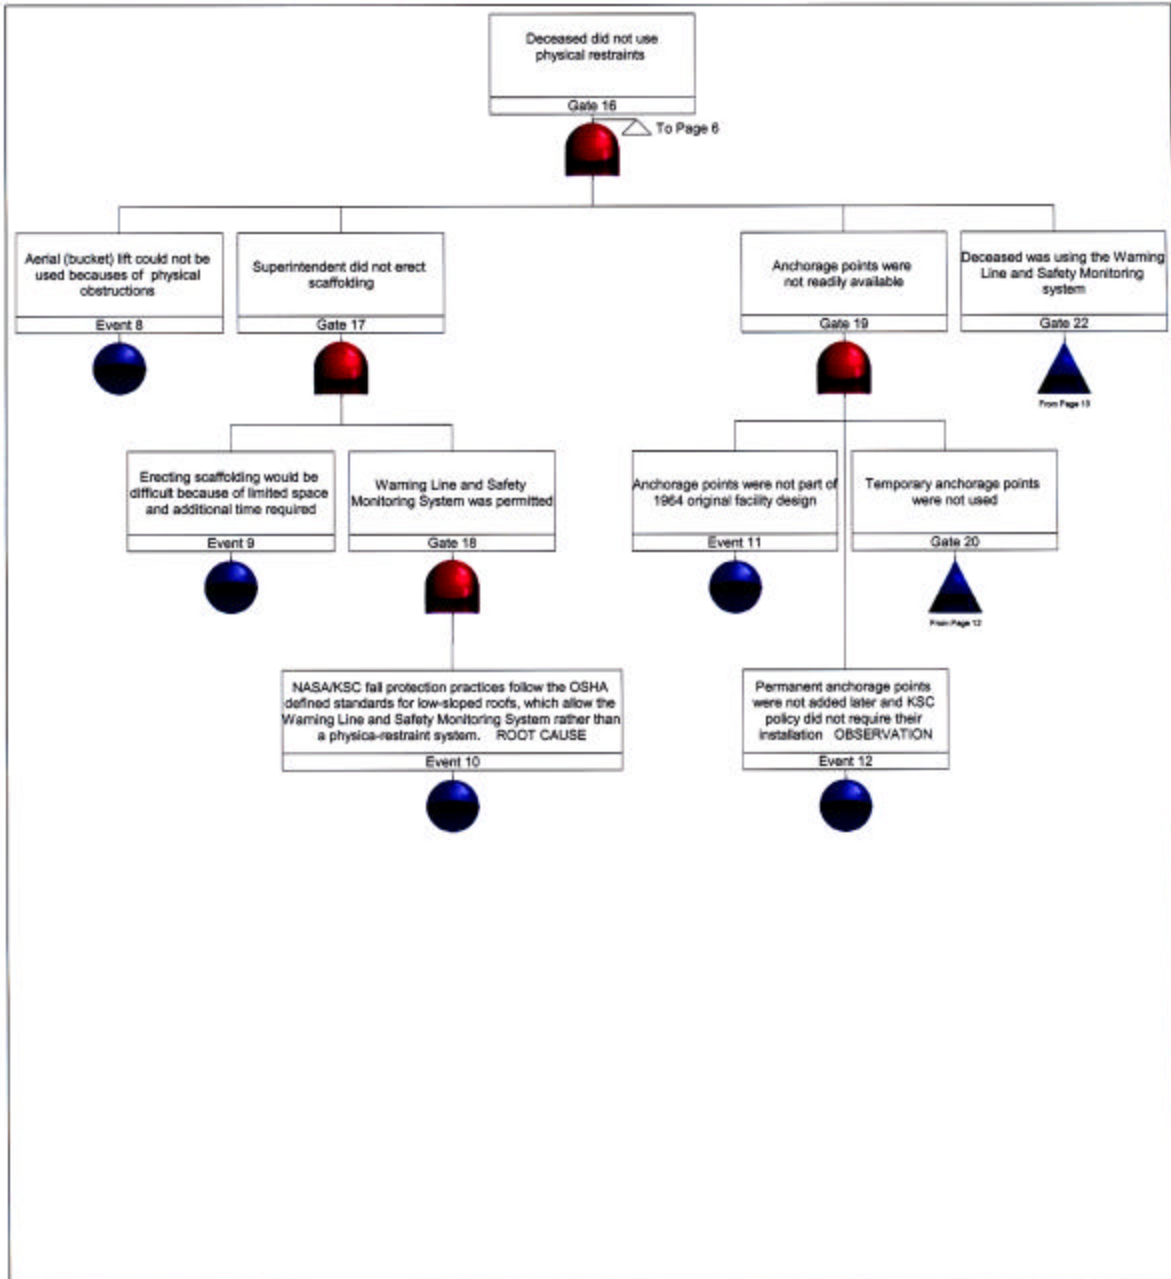 Deceased did not use
physical restraints
Gate 16
To Page 6
Aerial (bucket) lift could not be
used becauses of physical
obstructions
Event 8
Superintendent did not erect
scaffolding
Gate 17
Anchorage points were
not readily available
Gate 19
Deceased was using the Warning
Line and Safety Monitoring
system
Gate 22
From Page 13
Erecting scaffolding would be
difficult because of limited space
and additional time required
Event 9
Warning Line and Safety
Monitoring System was permitted
Gate 18
Anchorage points were not part of
1964 original facility design
Event 11
Temporary anchorage points
were not used
Gate 20
From Page 12
NASA/KSC fall protection practices follow the OSHA
defined standards for low-sloped roofs, which allow the
Warning Line and Safety Monitoring System rather than
a physica-restraint system. ROOT CAUSE
Event 10
Permanent anchorage points
were not added later and KSC
policy did not require their
installation OBSERVATION
Event 12